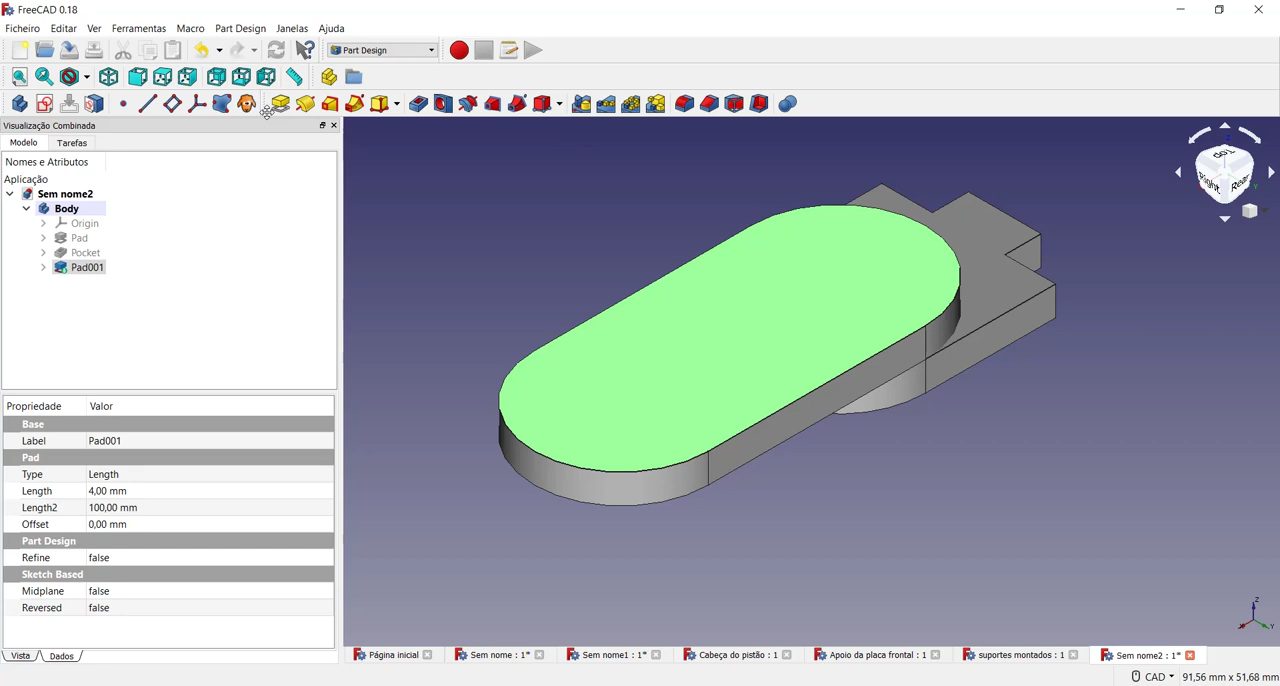 FreeCAD 0.18
Ficheiro Editar Ver Ferramentas Macro Part Design Janelas Ajuda
Part Design
Visualização Combinada
Modelo Tarefas
Nomes e Atributos
Aplicação
Sem nome2
Body
Origin
Pad
Pocket
Pad001
Top
Right Rear
Propriedade Valor
Base
Label Pad001
Pad
Type Length
Length 4,00 mm
Length2 100,00 mm
Offset 0,00 mm
Part Design
Refine false
Sketch Based
Midplane false
Reversed false
Z
Y
Vista Dados
Página inicial Sem nome : 1* Sem nome1 : 1* Cabeça do pistão : 1 Apoio da placa frontal : 1 suportes montados : 1 Sem nome2 : 1*
CAD 91,56 mm x 51,68 mm